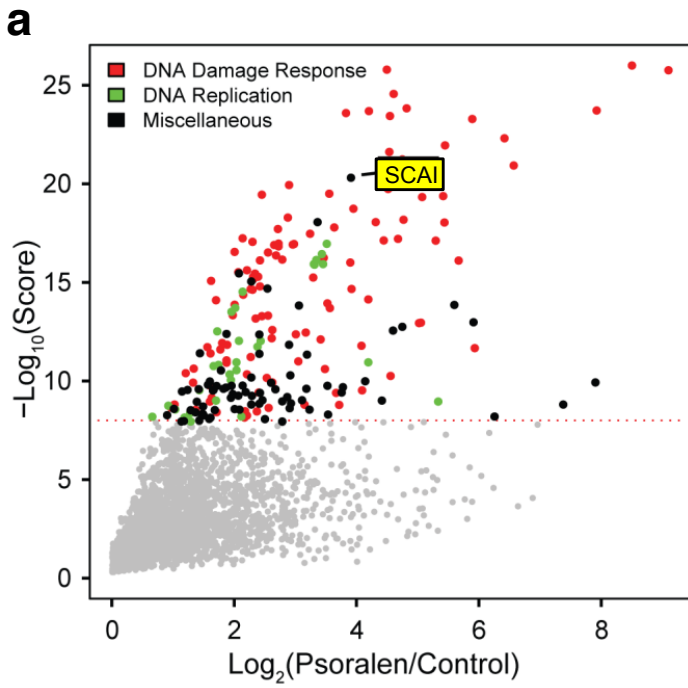 a
DNA Damage Response
DNA Replication
Miscellaneous
SCAI
25
20
15
10
5
0
−Log10(Score)
0 2 4 6 8
Log2(Psoralen/Control)